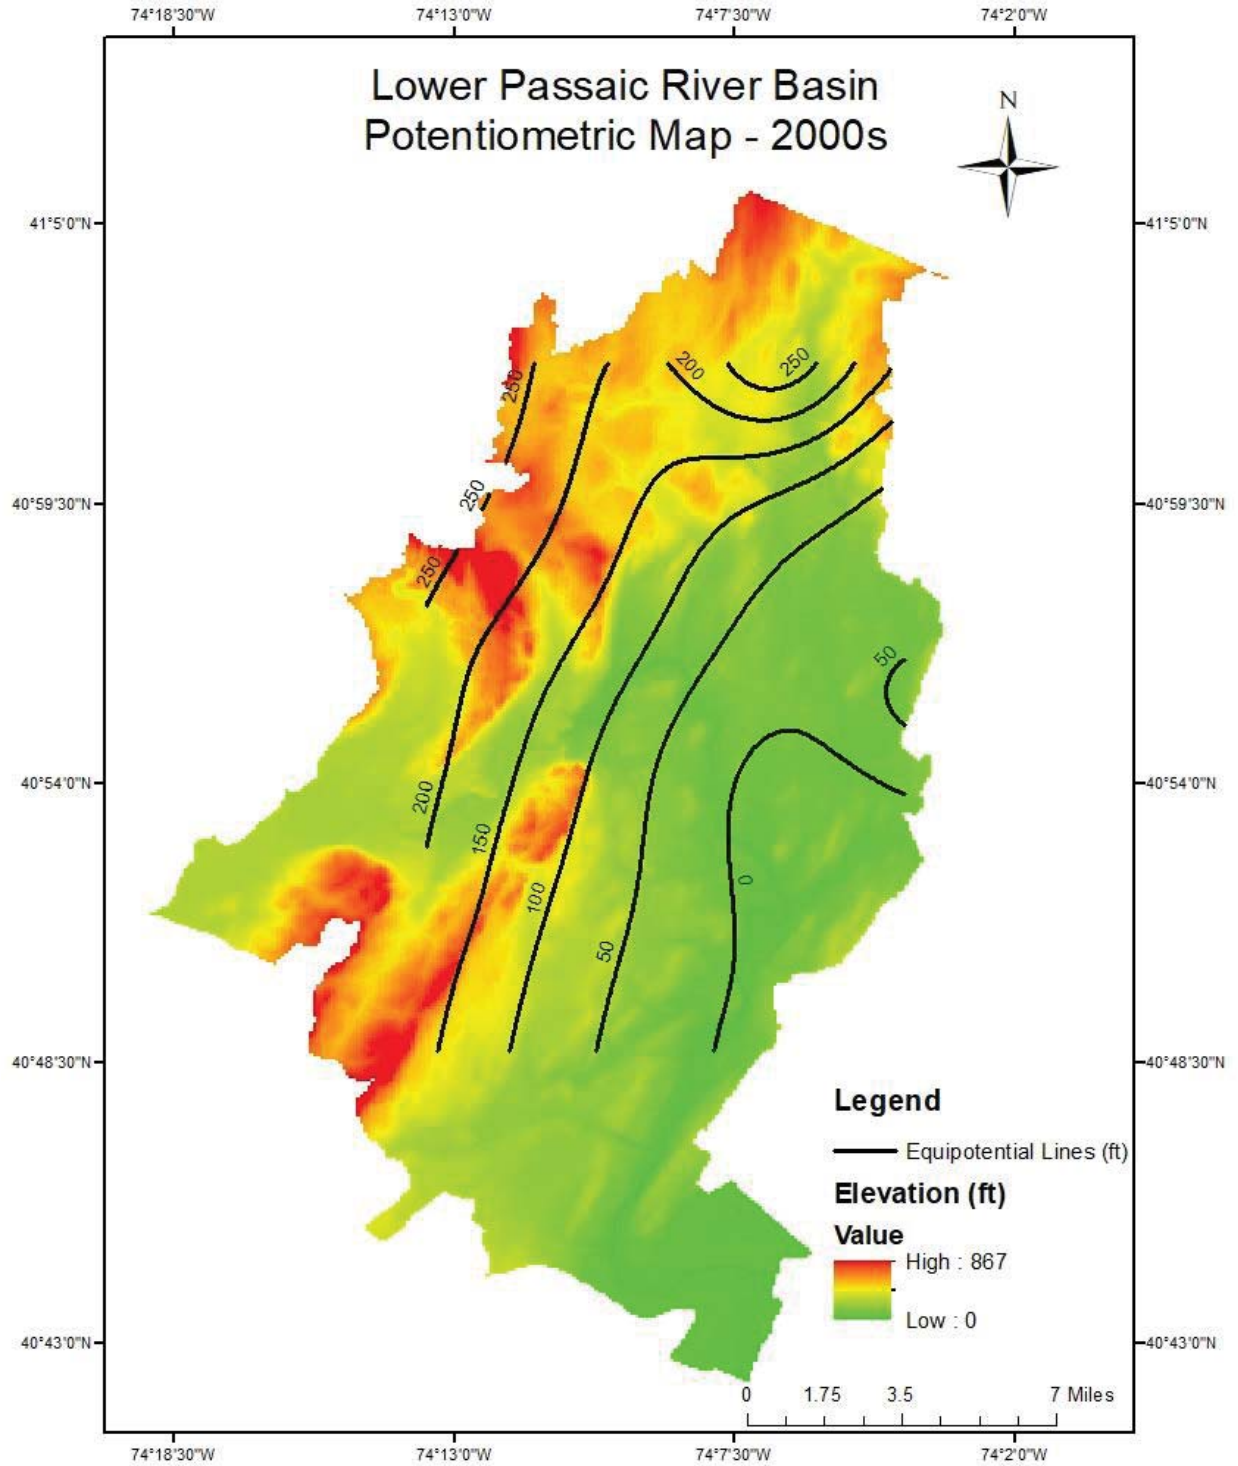 74°18'30"W 74°13'0"W 74°7'30"W 74°2'0"W
Lower Passaic River Basin
Potentiometric Map - 2000s
N
41°5'0"N 41°5'0"N
200 250
250
250
40°59'30"N 40°59'30"N
250
50
40°54'0"N 40°54'0"N
200
150
0
100
50
40°48'30"N 40°48'30"N
Legend
Equipotential Lines (ft)
Elevation (ft)
Value
High : 867
Low : 0
40°43'0"N 40°43'0"N
0 1.75 3.5 7 Miles
74°18'30"W 74°13'0"W 74°7'30"W 74°2'0"W